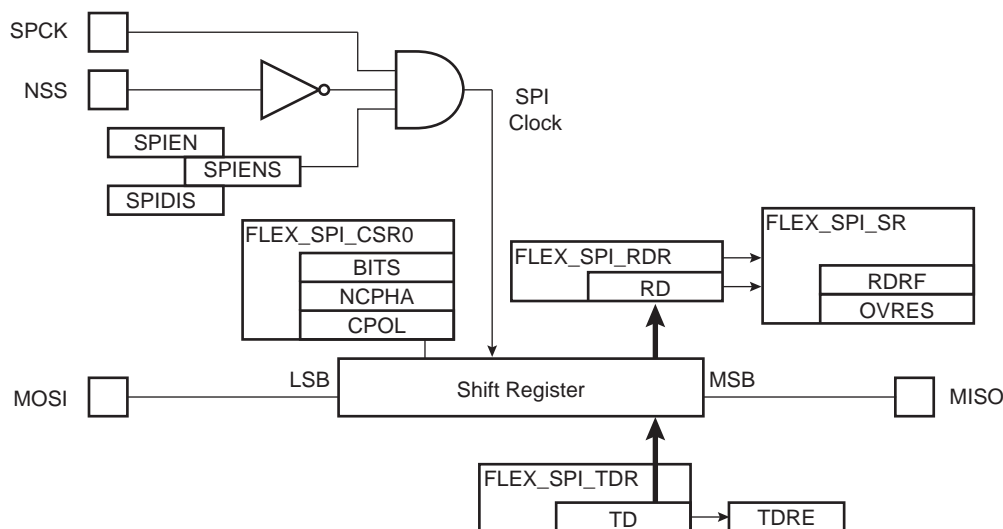 SPCK
NSS
SPI
Clock
SPIEN
SPIENS
SPIDIS
FLEX_SPI_CSR0
BITS
NCPHA
CPOL
FLEX_SPI_RDR
RD
FLEX_SPI_SR
RDRF
OVRES
MOSI
LSB
Shift Register
MSB
MISO
FLEX_SPI_TDR
TD
TDRE